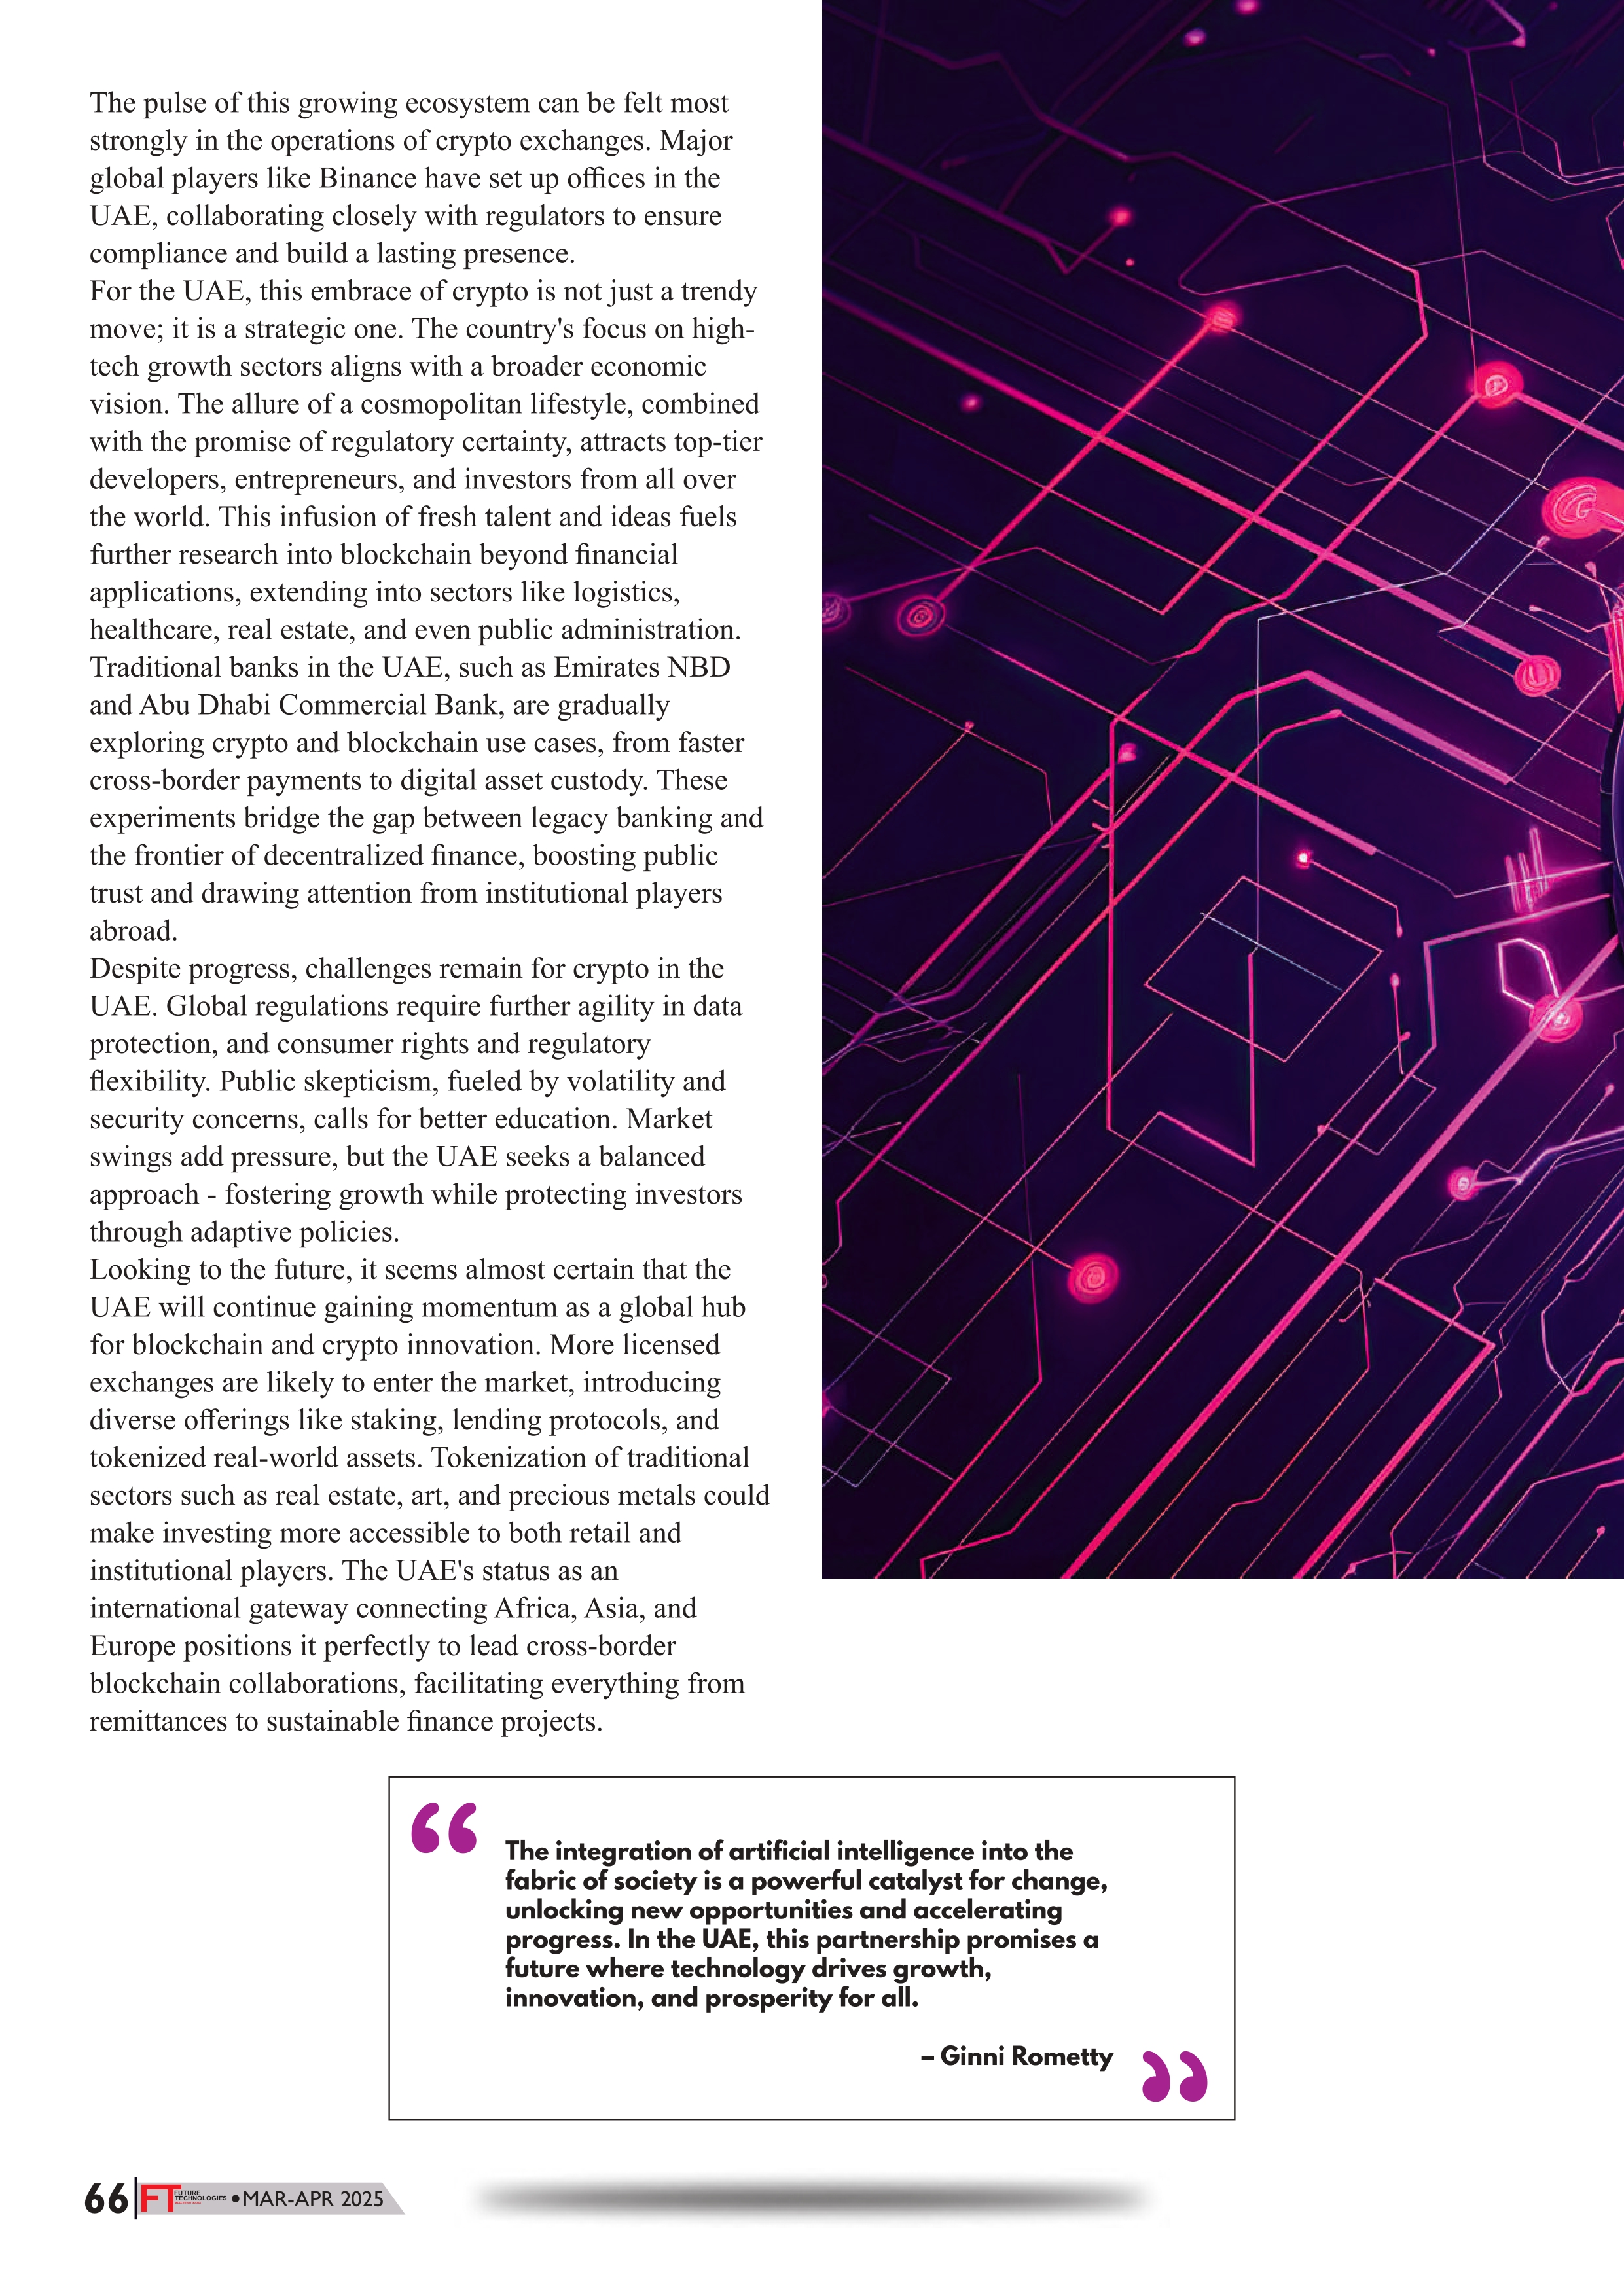 The pulse of this growing ecosystem can be felt most
strongly in the operations of crypto exchanges. Major
global players like Binance have set up offices in the
UAE, collaborating closely with regulators to ensure
compliance and build a lasting presence.
For the UAE, this embrace of crypto is not just a trendy
move; it is a strategic one. The country's focus on high-
tech growth sectors aligns with a broader economic
vision. The allure of a cosmopolitan lifestyle, combined
with the promise of regulatory certainty, attracts top-tier
developers, entrepreneurs, and investors from all over
the world. This infusion of fresh talent and ideas fuels
further research into blockchain beyond financial
applications, extending into sectors like logistics,
healthcare, real estate, and even public administration.
Traditional banks in the UAE, such as Emirates NBD
and Abu Dhabi Commercial Bank, are gradually
exploring crypto and blockchain use cases, from faster
cross-border payments to digital asset custody. These
experiments bridge the gap between legacy banking and
the frontier of decentralized finance, boosting public
trust and drawing attention from institutional players
abroad.
Despite progress, challenges remain for crypto in the
UAE. Global regulations require further agility in data
protection, and consumer rights and regulatory
flexibility. Public skepticism, fueled by volatility and
security concerns, calls for better education. Market
swings add pressure, but the UAE seeks a balanced
approach - fostering growth while protecting investors
through adaptive policies.
Looking to the future, it seems almost certain that the
UAE will continue gaining momentum as a global hub
for blockchain and crypto innovation. More licensed
exchanges are likely to enter the market, introducing
diverse offerings like staking, lending protocols, and
tokenized real-world assets. Tokenization of traditional
sectors such as real estate, art, and precious metals could
make investing more accessible to both retail and
institutional players. The UAE's status as an
international gateway connecting Africa, Asia, and
Europe positions it perfectly to lead cross-border
blockchain collaborations, facilitating everything from
remittances to sustainable finance projects.
“
The integration of artificial intelligence into the
fabric of society is a powerful catalyst for change,
unlocking new opportunities and accelerating
progress. In the UAE, this partnership promises a
future where technology drives growth,
innovation, and prosperity for all.
– Ginni Rometty
”
66 FT FUTURE TECHNOLOGIES • MAR-APR 2025